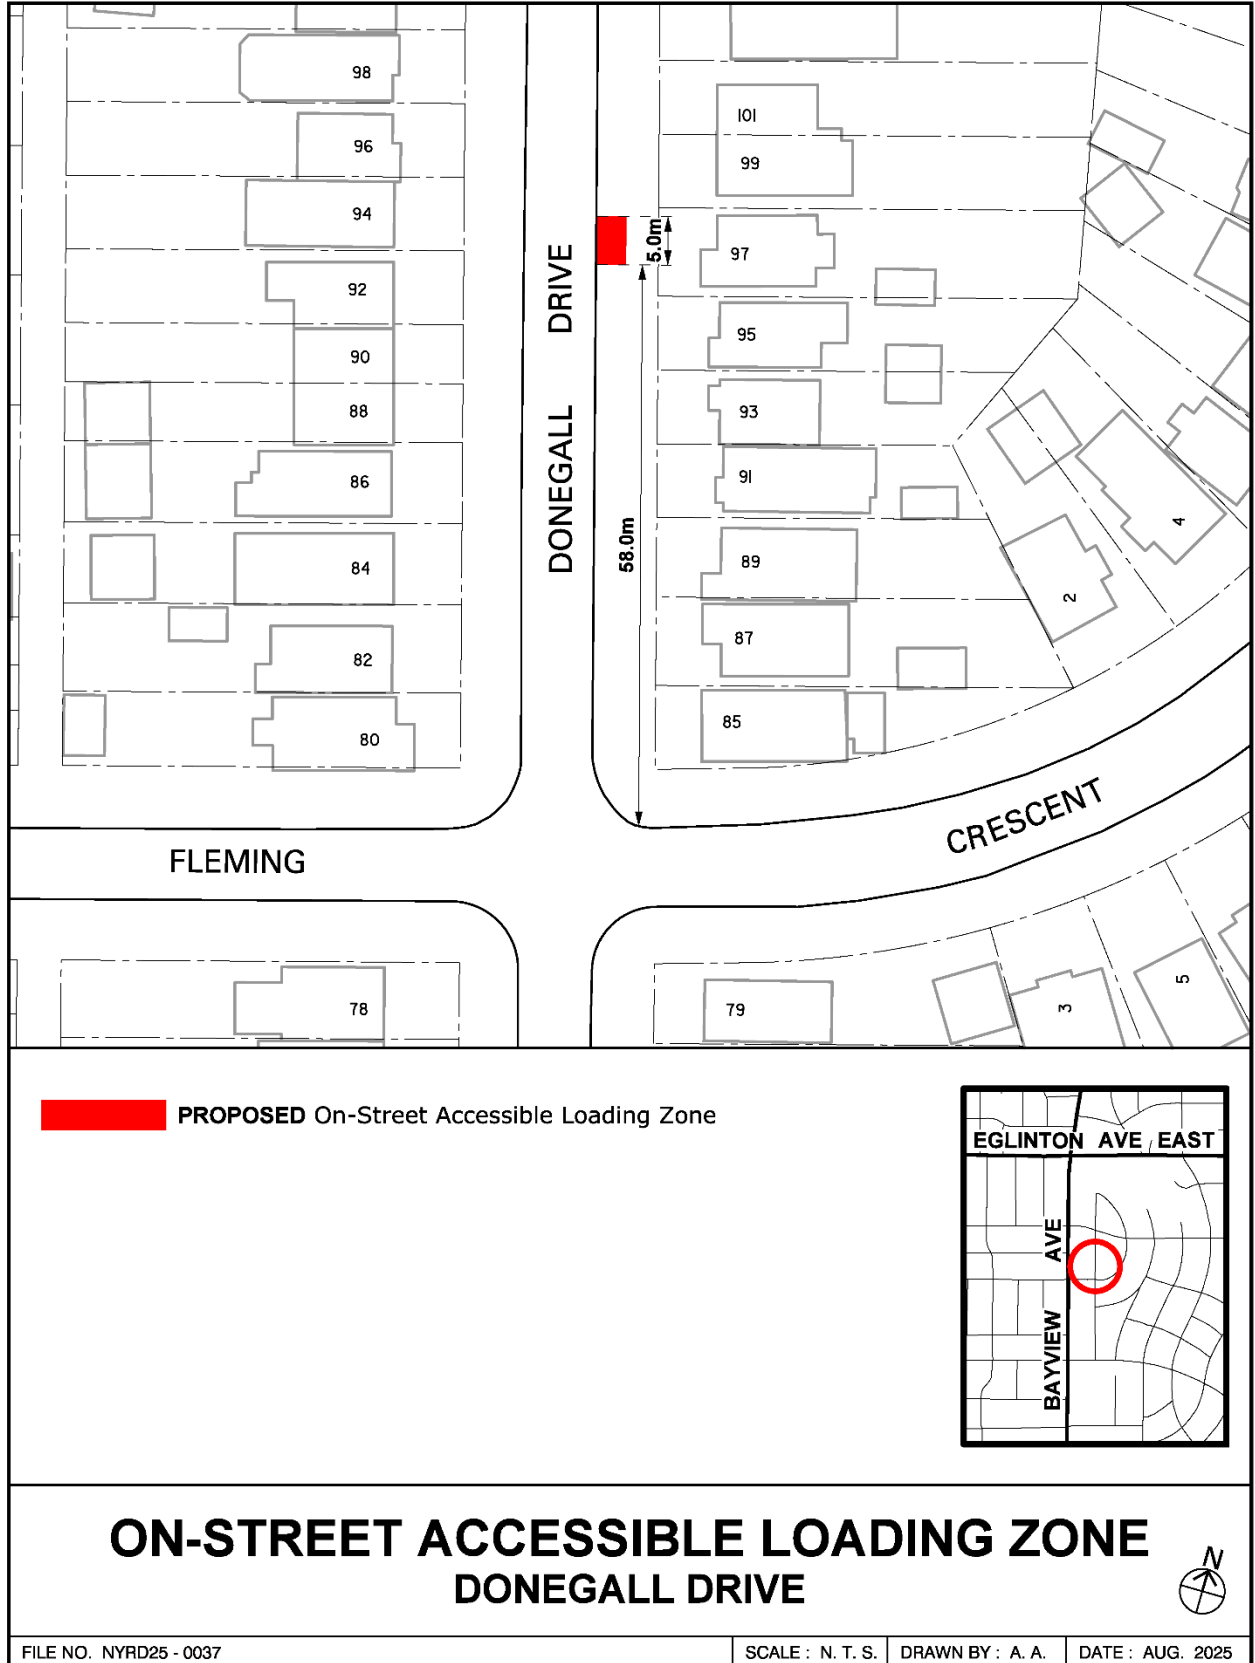 98
101
96
99
94
97
5.0m
92
DONEGALL DRIVE
95
90
88
93
86
91
4
58.0m
84
89
2
82
87
80
85
FLEMING
CRESCENT
78
79
3
5
PROPOSED On-Street Accessible Loading Zone
EGLINTON AVE EAST
BAYVIEW AVE
ON-STREET ACCESSIBLE LOADING ZONE
DONEGALL DRIVE
N
FILE NO. NYRD25 - 0037
SCALE : N. T. S.
DRAWN BY : A. A.
DATE : AUG. 2025